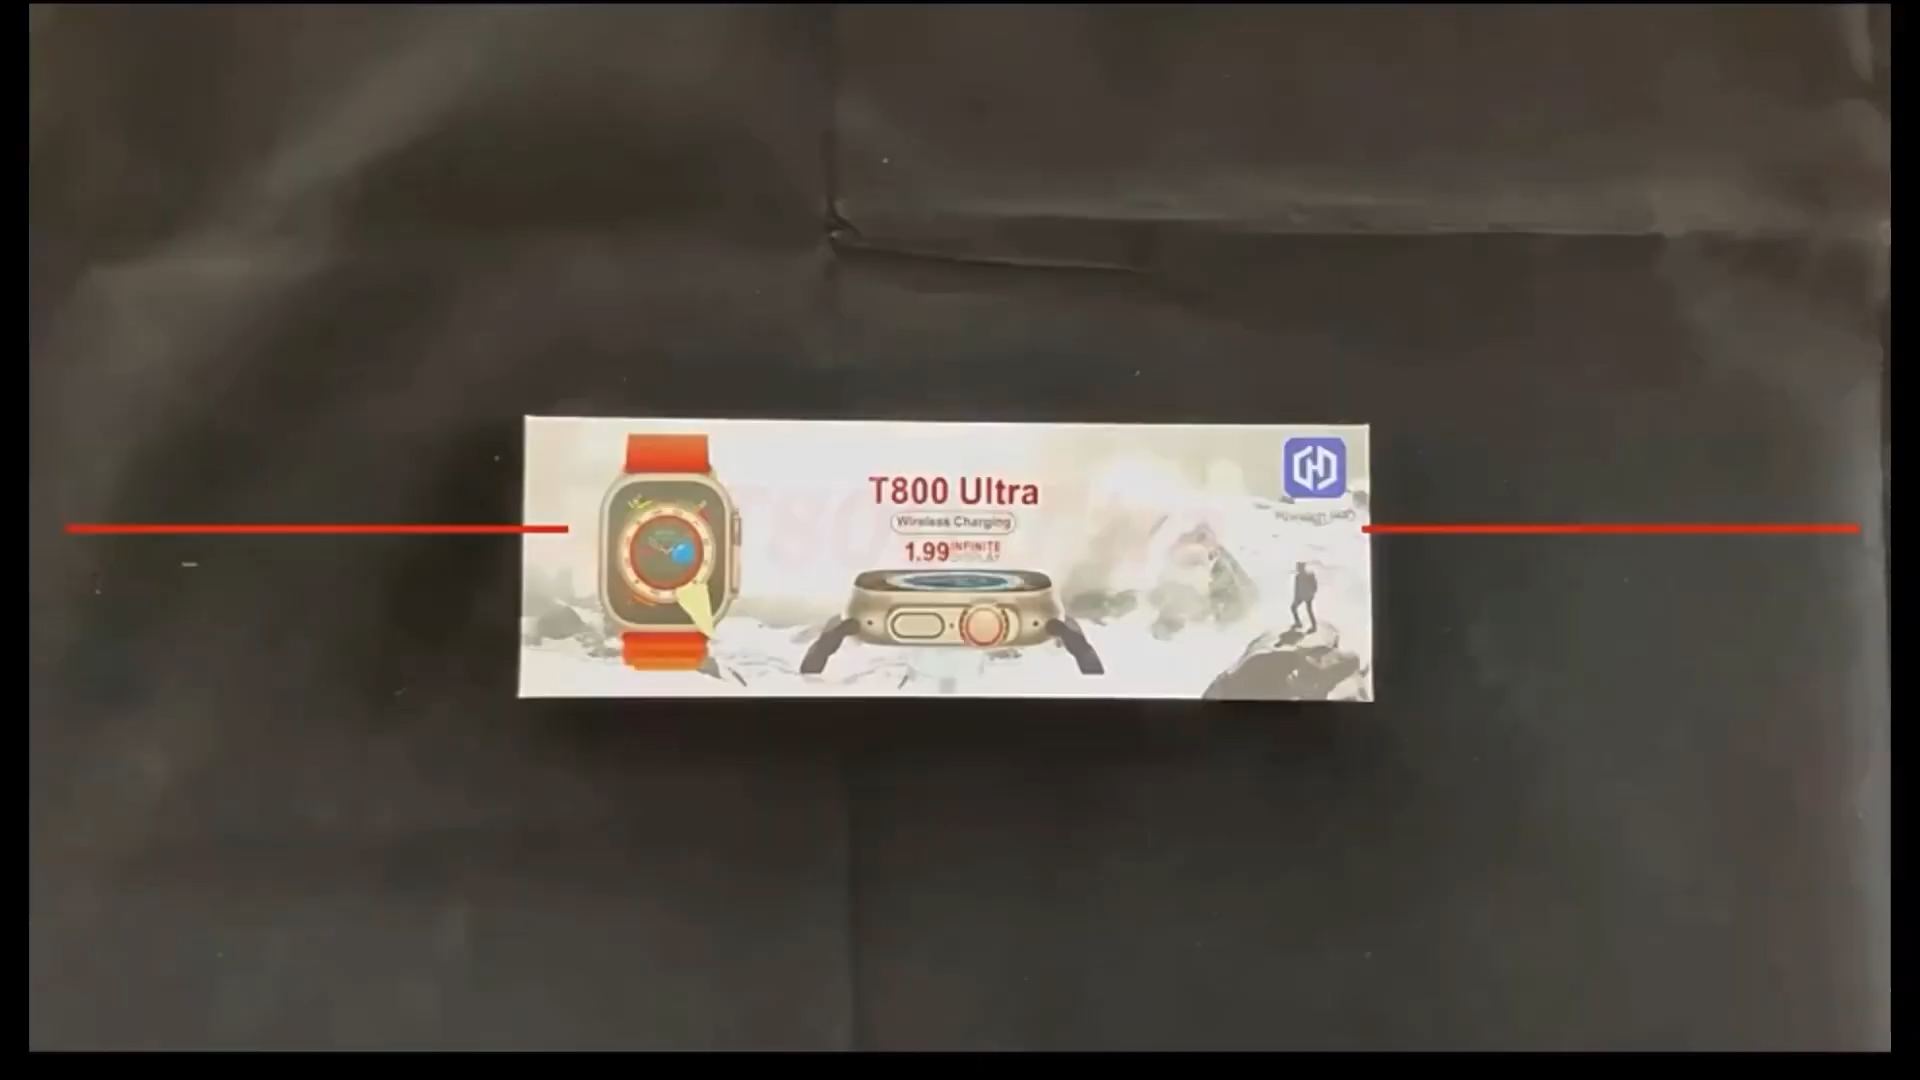 T800 Ultra
Wireless Charging
1.99 INFINITE
DISPLAY